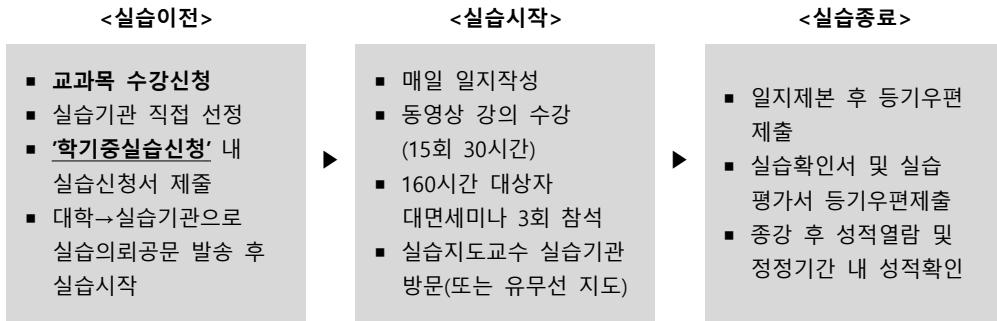 <실습이전>
■ 교과목 수강신청
■ 실습기관 직접 선정
■ '학기중실습신청' 내
실습신청서 제줄
■ 대학→실습기관으로
실습의뢰공문 발송 후
실습시작
▶
<실습시작>
■ 매일 일지작성
■ 동영상 강의 수강
(15회 30시간)
■ 160시간 대상자
대면세미나 3회 참석
■ 실습지도교수 실습기관
방문(또는 유무선 지도)
▶
<실습종료>
■ 일지제본 후 등기우편
제출
■ 실습확인서 및 실습
평가서 등기우편제출
■ 종강 후 성적열람 및
정정기간 내 성적확인